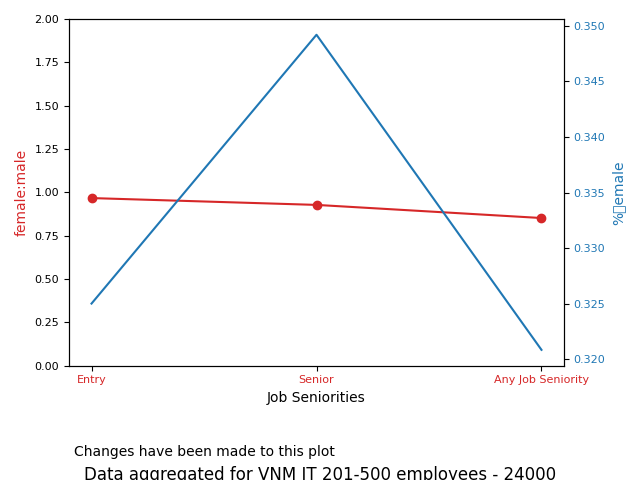 2.00
1.75
1.50
1.25
1.00
0.75
0.50
0.25
0.00
female:male
0.350
0.345
0.340
0.335
0.330
0.325
0.320
Entry
Senior
Any Job Seniority
Job Seniorities
Changes have been made to this plot
Data aggregated for VNM IT 201-500 employees - 24000